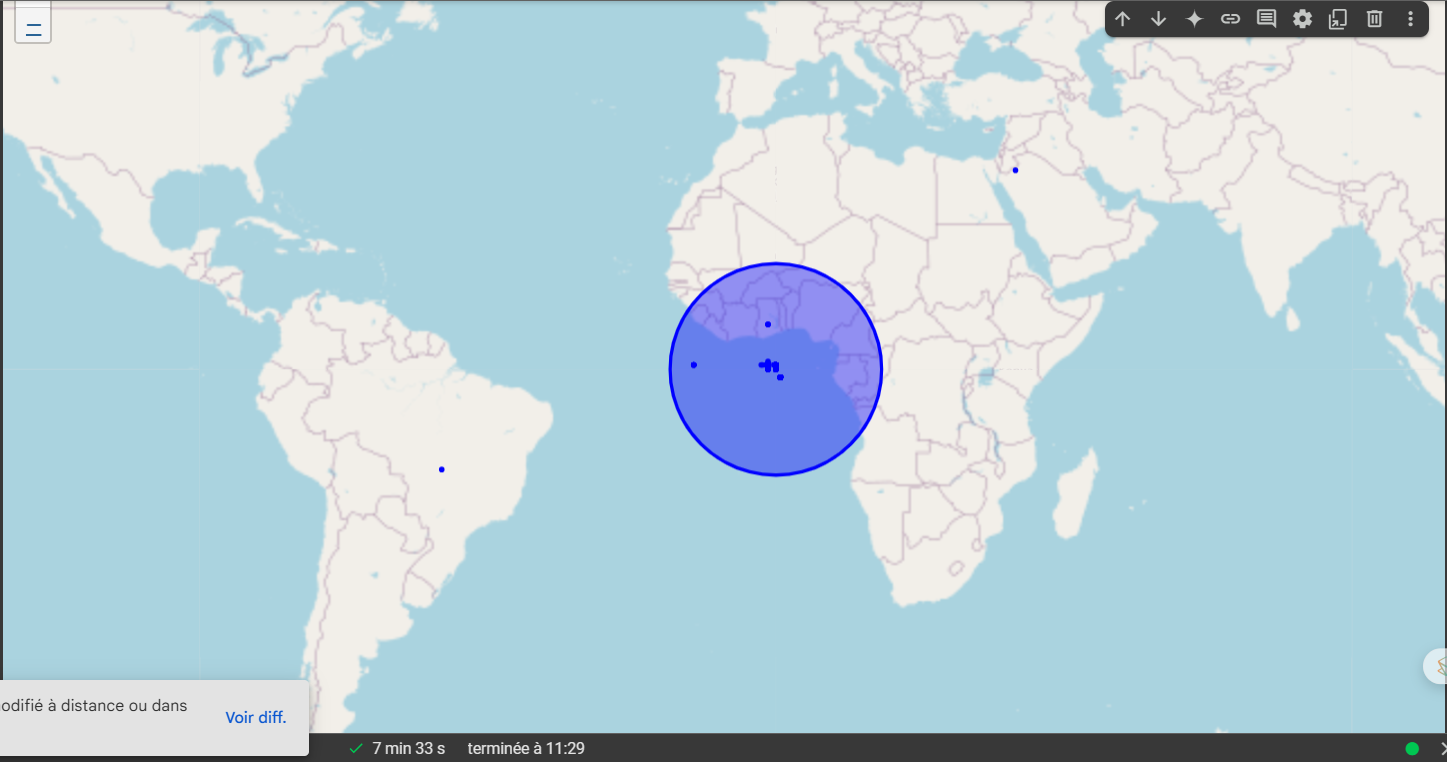 odifié à distance ou dans
Voir diff.
7 min 33 s terminée à 11:29